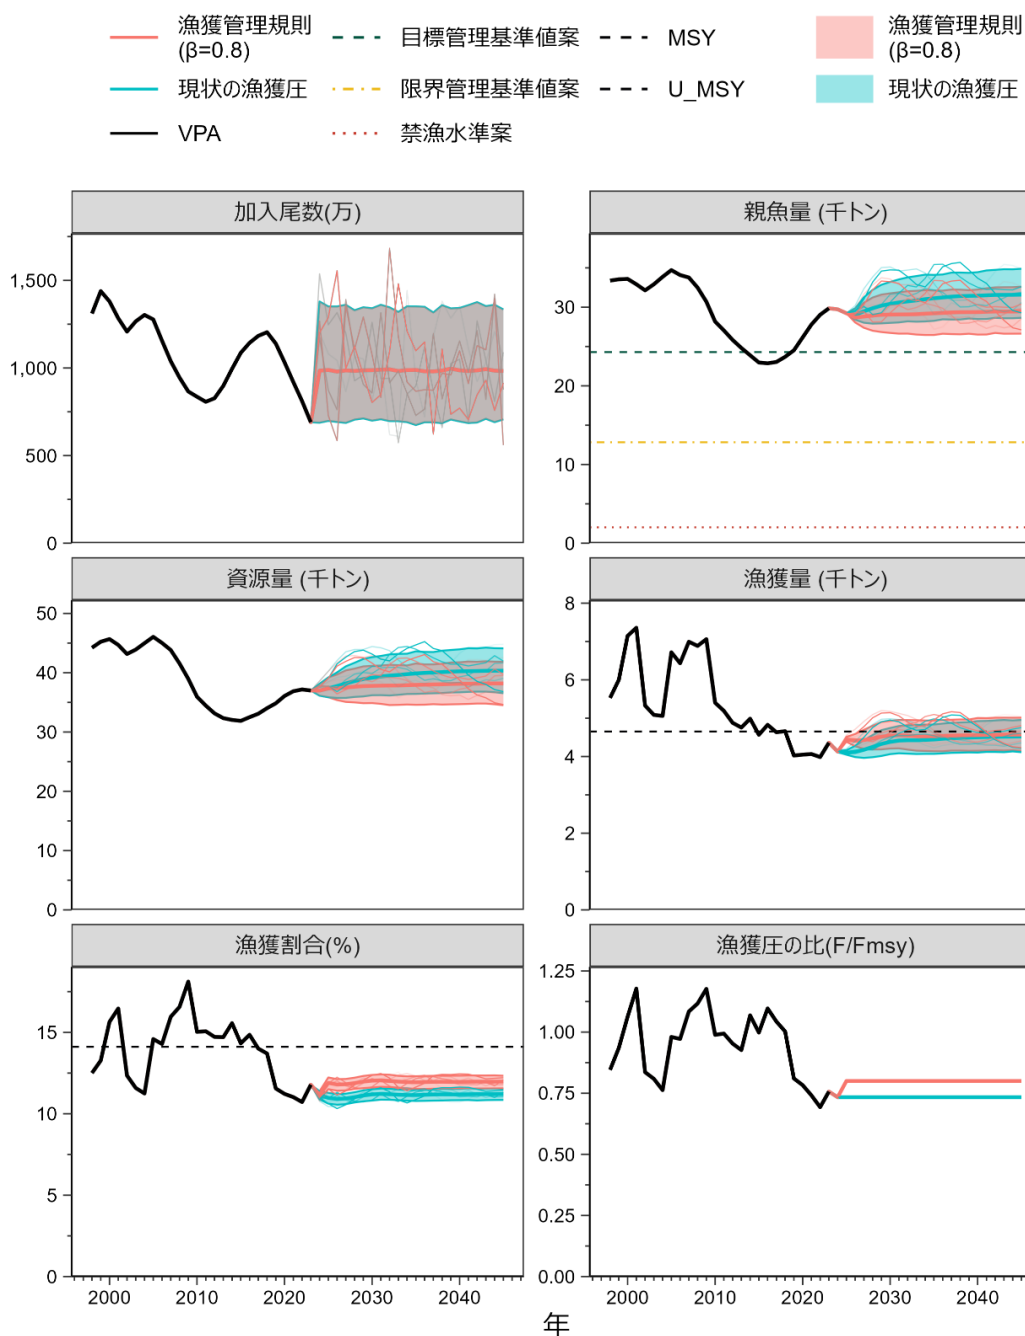 漁獲管理規則
(β=0.8)
目標管理基準値案
MSY
漁獲管理規則
(β=0.8)
現状の漁獲圧
限界管理基準値案
U_MSY
現状の漁獲圧
VPA
禁漁水準案
加入尾数(万)
親魚量 (千トン)
1,500
1,000
500
0
30
20
10
0
資源量 (千トン)
漁獲量 (千トン)
50
40
30
20
10
0
8
6
4
2
0
漁獲割合(%)
漁獲圧の比(F/Fmsy)
15
10
5
0
1.25
1.00
0.75
0.50
0.25
0.00
2000 2010 2020 2030 2040
2000 2010 2020 2030 2040
年